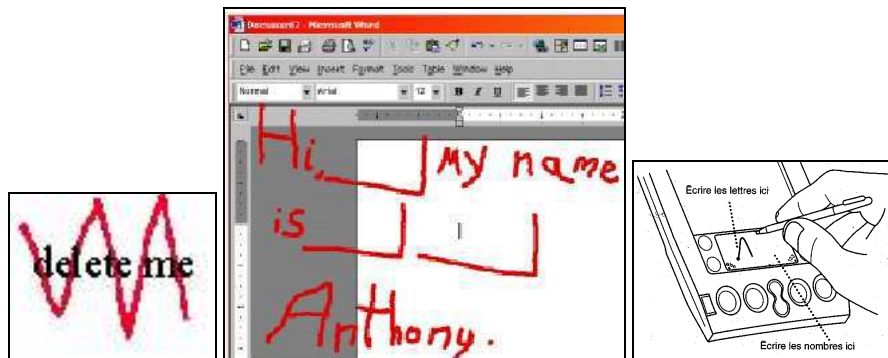 delete me
Document2 - Microsoft Word
File Edit View Insert Format Tools Table Window Help
Normal Arial 12 B I U
Hi, My name
is
Anthony.
Écrire les lettres ici
Écrire les nombres ici